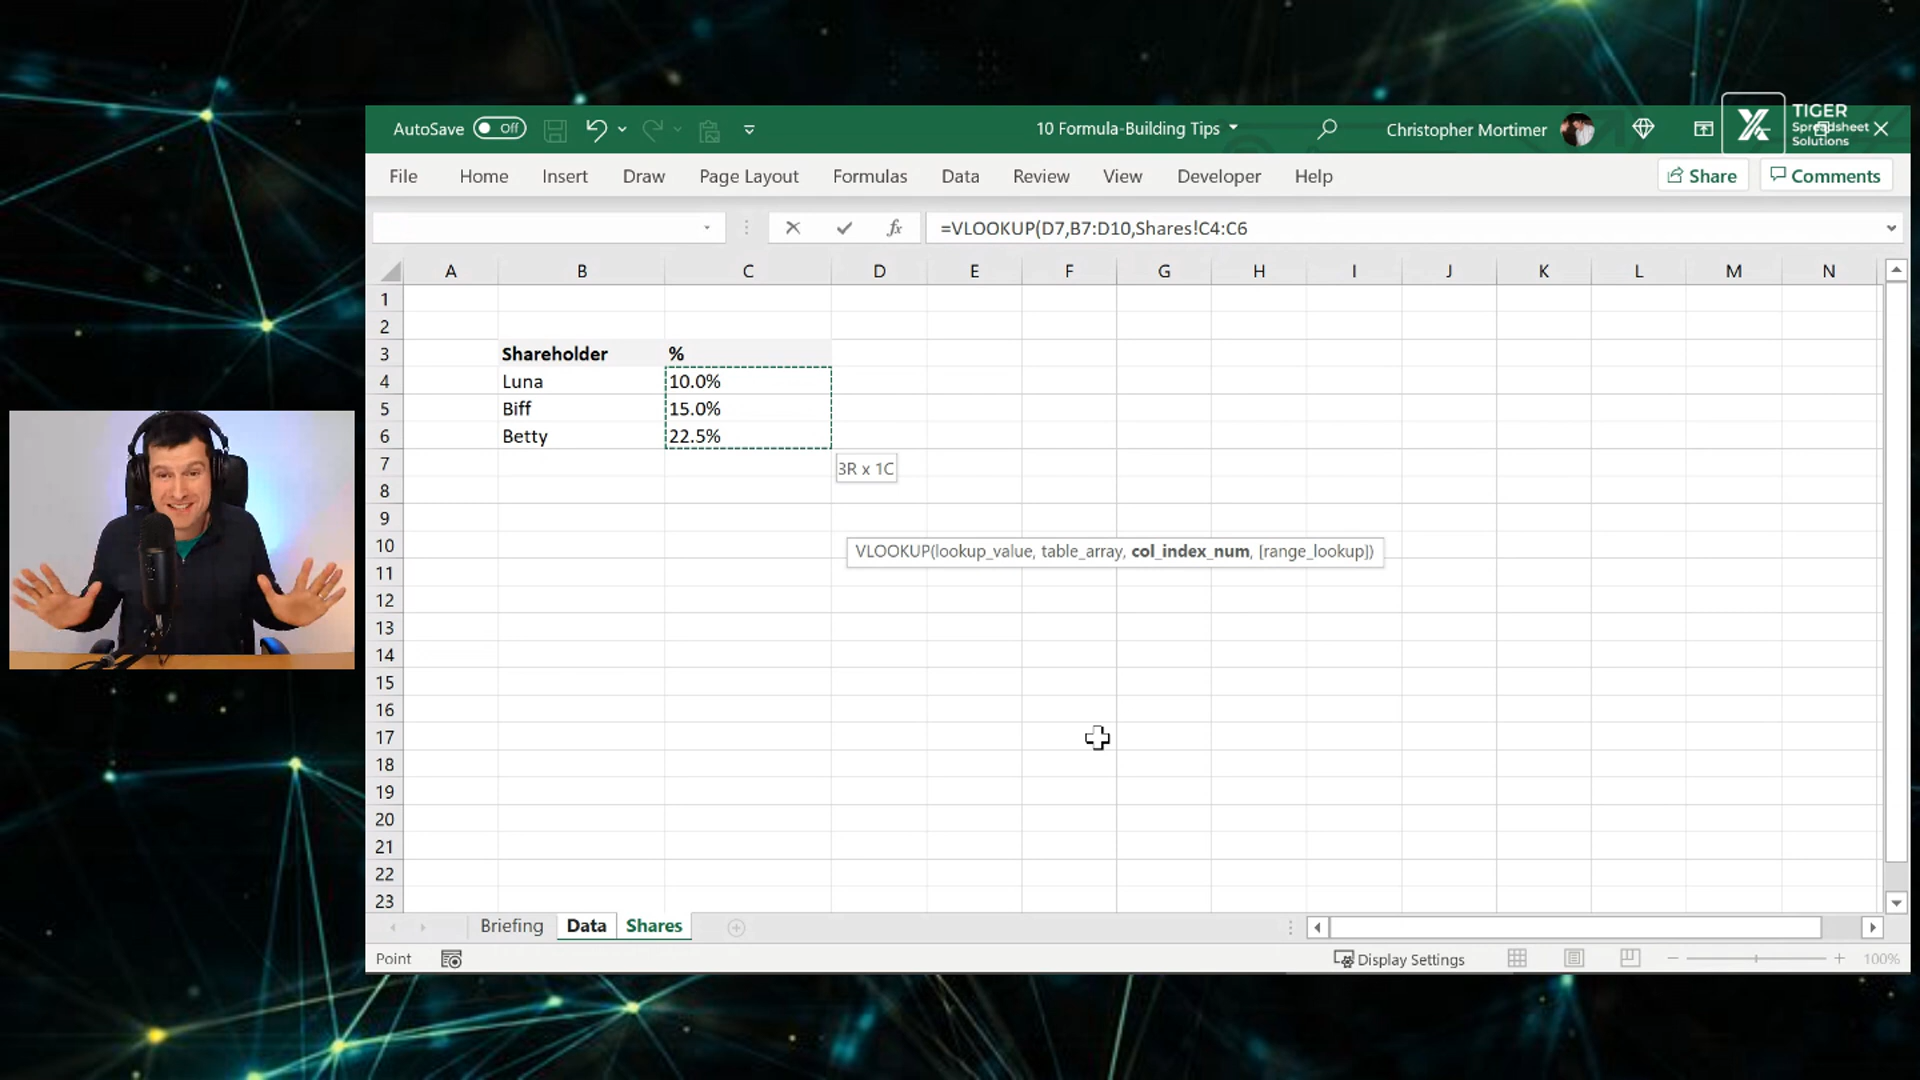 AutoSave Off 10 Formula-Building Tips Christopher Mortimer
TIGER
Spreadsheet
Solutions
File Home Insert Draw Page Layout Formulas Data Review View Developer Help Share Comments
fx =VLOOKUP(D7,B7:D10,Shares!C4:C6
A B C D E F G H I J K L M N
1
2
3 Shareholder %
4 Luna 10.0%
5 Biff 15.0%
6 Betty 22.5%
7 3R x 1C
8
9
10 VLOOKUP(lookup_value, table_array, col_index_num, [range_lookup])
11
12
13
14
15
16
17
18
19
20
21
22
23
Briefing Data Shares
Point Display Settings 100%